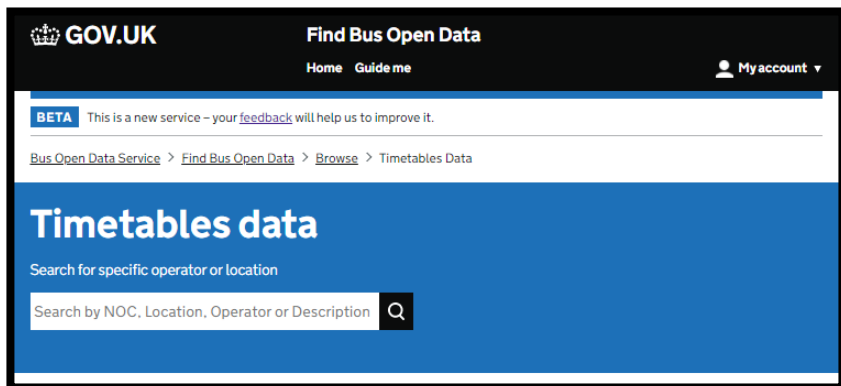 GOV.UK
Find Bus Open Data
Home Guide me
My account ▼
BETA This is a new service – your feedback will help us to improve it.
Bus Open Data Service > Find Bus Open Data > Browse > Timetables Data
Timetables data
Search for specific operator or location
Search by NOC, Location, Operator or Description